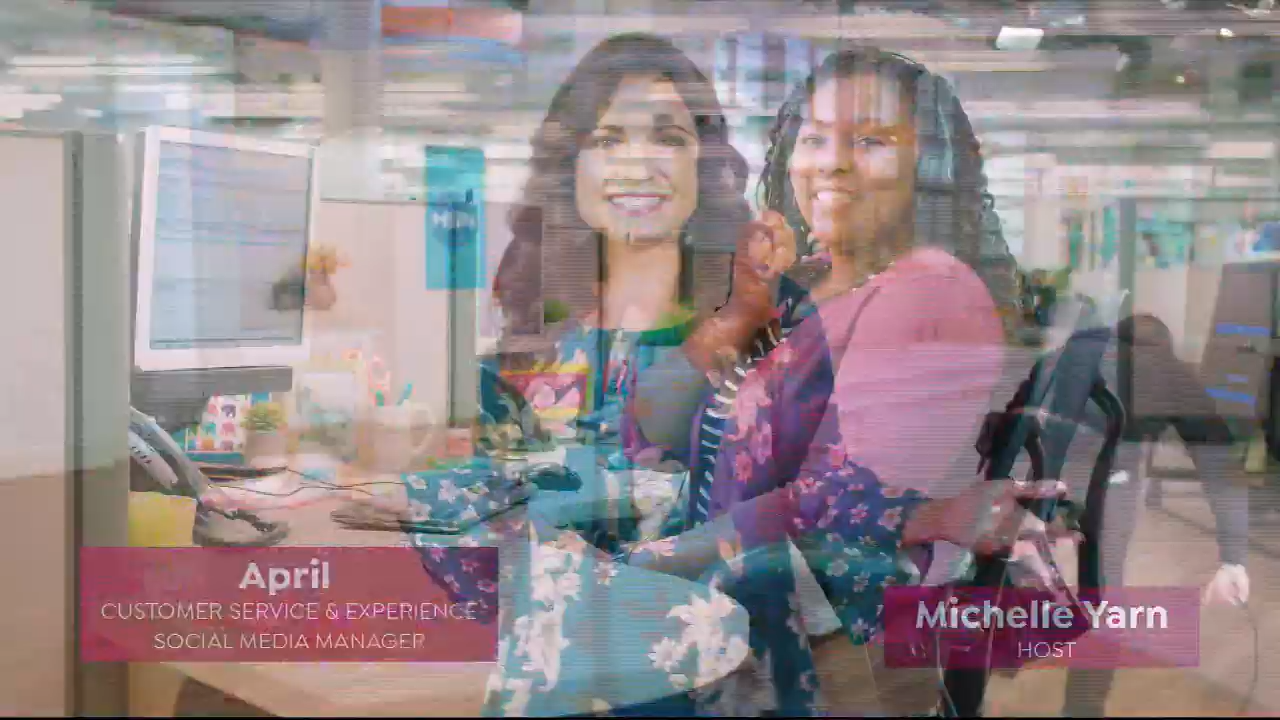 April
CUSTOMER SERVICE & EXPERIENCE
SOCIAL MEDIA MANAGER
Michelle Yarn
HOST